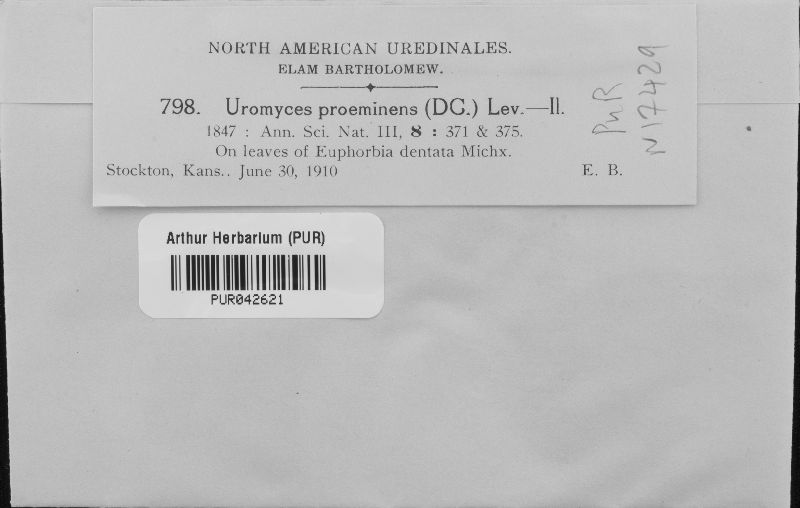 NORTH AMERICAN UREDINALES.
ELAM BARTHOLOMEW.
798. Uromyces proeminens (DC.) Lev.—II.
1847 : Ann. Sci. Nat. III, 8 : 371 & 375.
On leaves of Euphorbia dentata Michx.
Stockton, Kans.. June 30, 1910 E. B.
PUR
N17429
Arthur Herbarium (PUR)
PUR042621